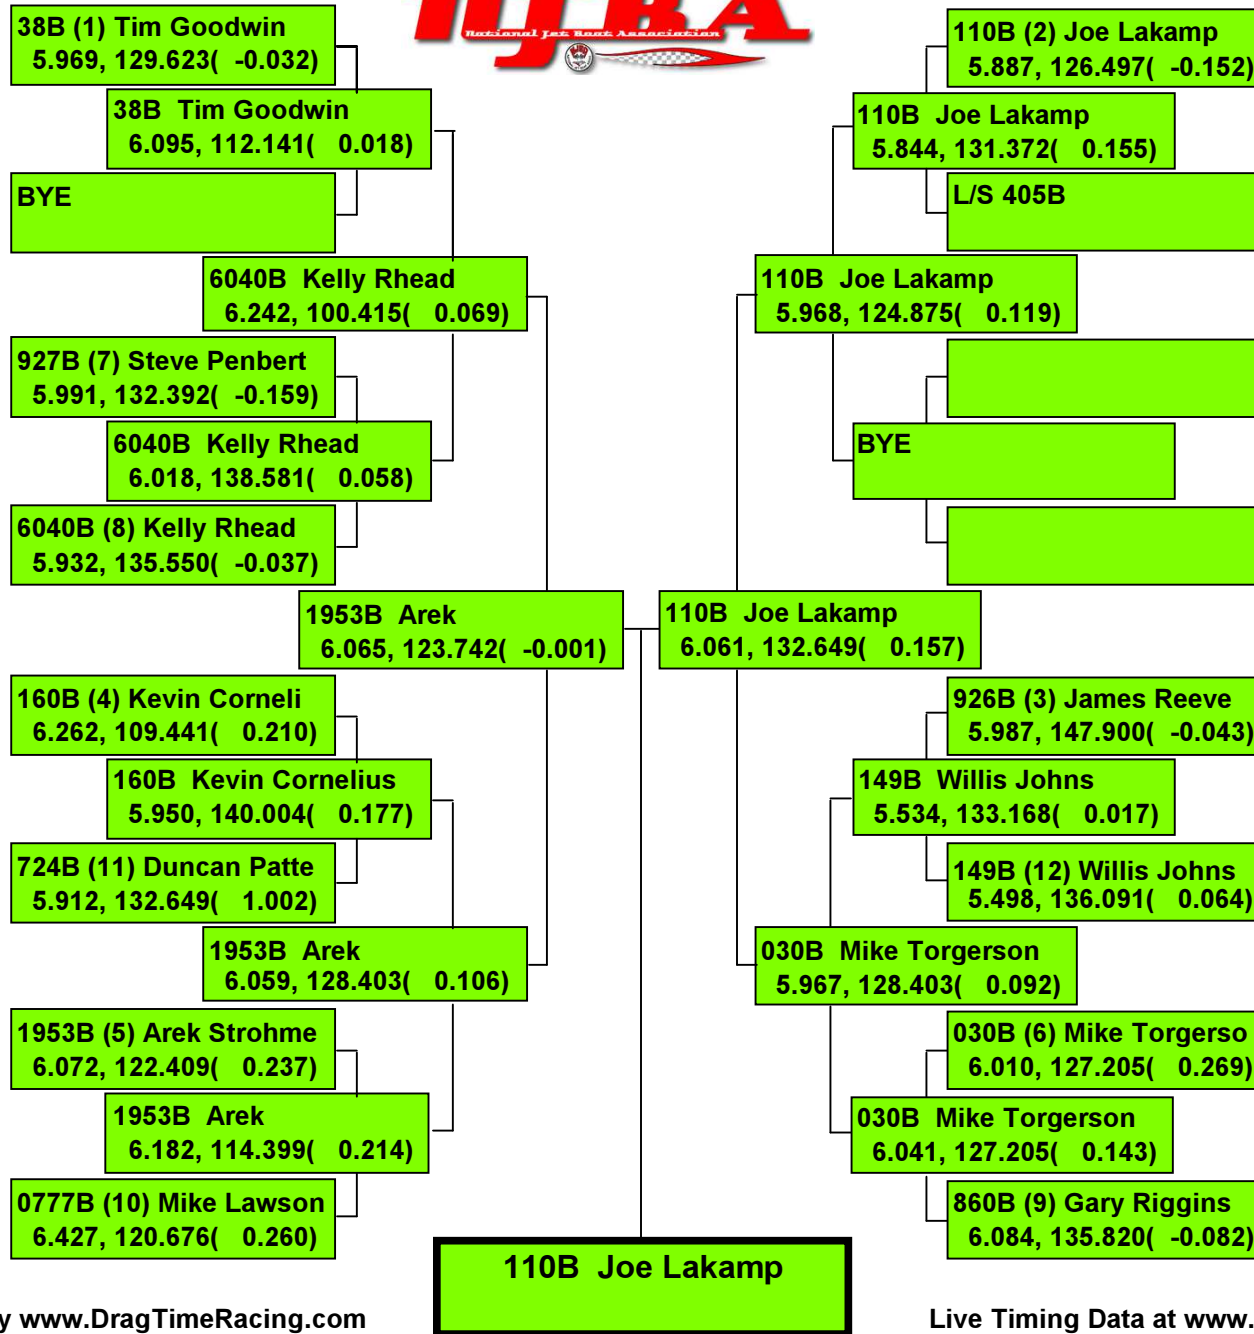 NJBA
National Jet Boat Association
38B (1) Tim Goodwin
5.969, 129.623( -0.032)
38B Tim Goodwin
6.095, 112.141( 0.018)
BYE
6040B Kelly Rhead
6.242, 100.415( 0.069)
927B (7) Steve Penbert
5.991, 132.392( -0.159)
6040B Kelly Rhead
6.018, 138.581( 0.058)
6040B (8) Kelly Rhead
5.932, 135.550( -0.037)
1953B Arek
6.065, 123.742( -0.001)
160B (4) Kevin Corneli
6.262, 109.441( 0.210)
160B Kevin Cornelius
5.950, 140.004( 0.177)
724B (11) Duncan Patte
5.912, 132.649( 1.002)
1953B Arek
6.059, 128.403( 0.106)
1953B (5) Arek Strohme
6.072, 122.409( 0.237)
1953B Arek
6.182, 114.399( 0.214)
0777B (10) Mike Lawson
6.427, 120.676( 0.260)
110B (2) Joe Lakamp
5.887, 126.497( -0.152)
110B Joe Lakamp
5.844, 131.372( 0.155)
L/S 405B
110B Joe Lakamp
5.968, 124.875( 0.119)
BYE
110B Joe Lakamp
6.061, 132.649( 0.157)
926B (3) James Reeve
5.987, 147.900( -0.043)
149B Willis Johns
5.534, 133.168( 0.017)
149B (12) Willis Johns
5.498, 136.091( 0.064)
030B Mike Torgerson
5.967, 128.403( 0.092)
030B (6) Mike Torgerso
6.010, 127.205( 0.269)
030B Mike Torgerson
6.041, 127.205( 0.143)
860B (9) Gary Riggins
6.084, 135.820( -0.082)
110B Joe Lakamp
y www.DragTimeRacing.com
Live Timing Data at www.